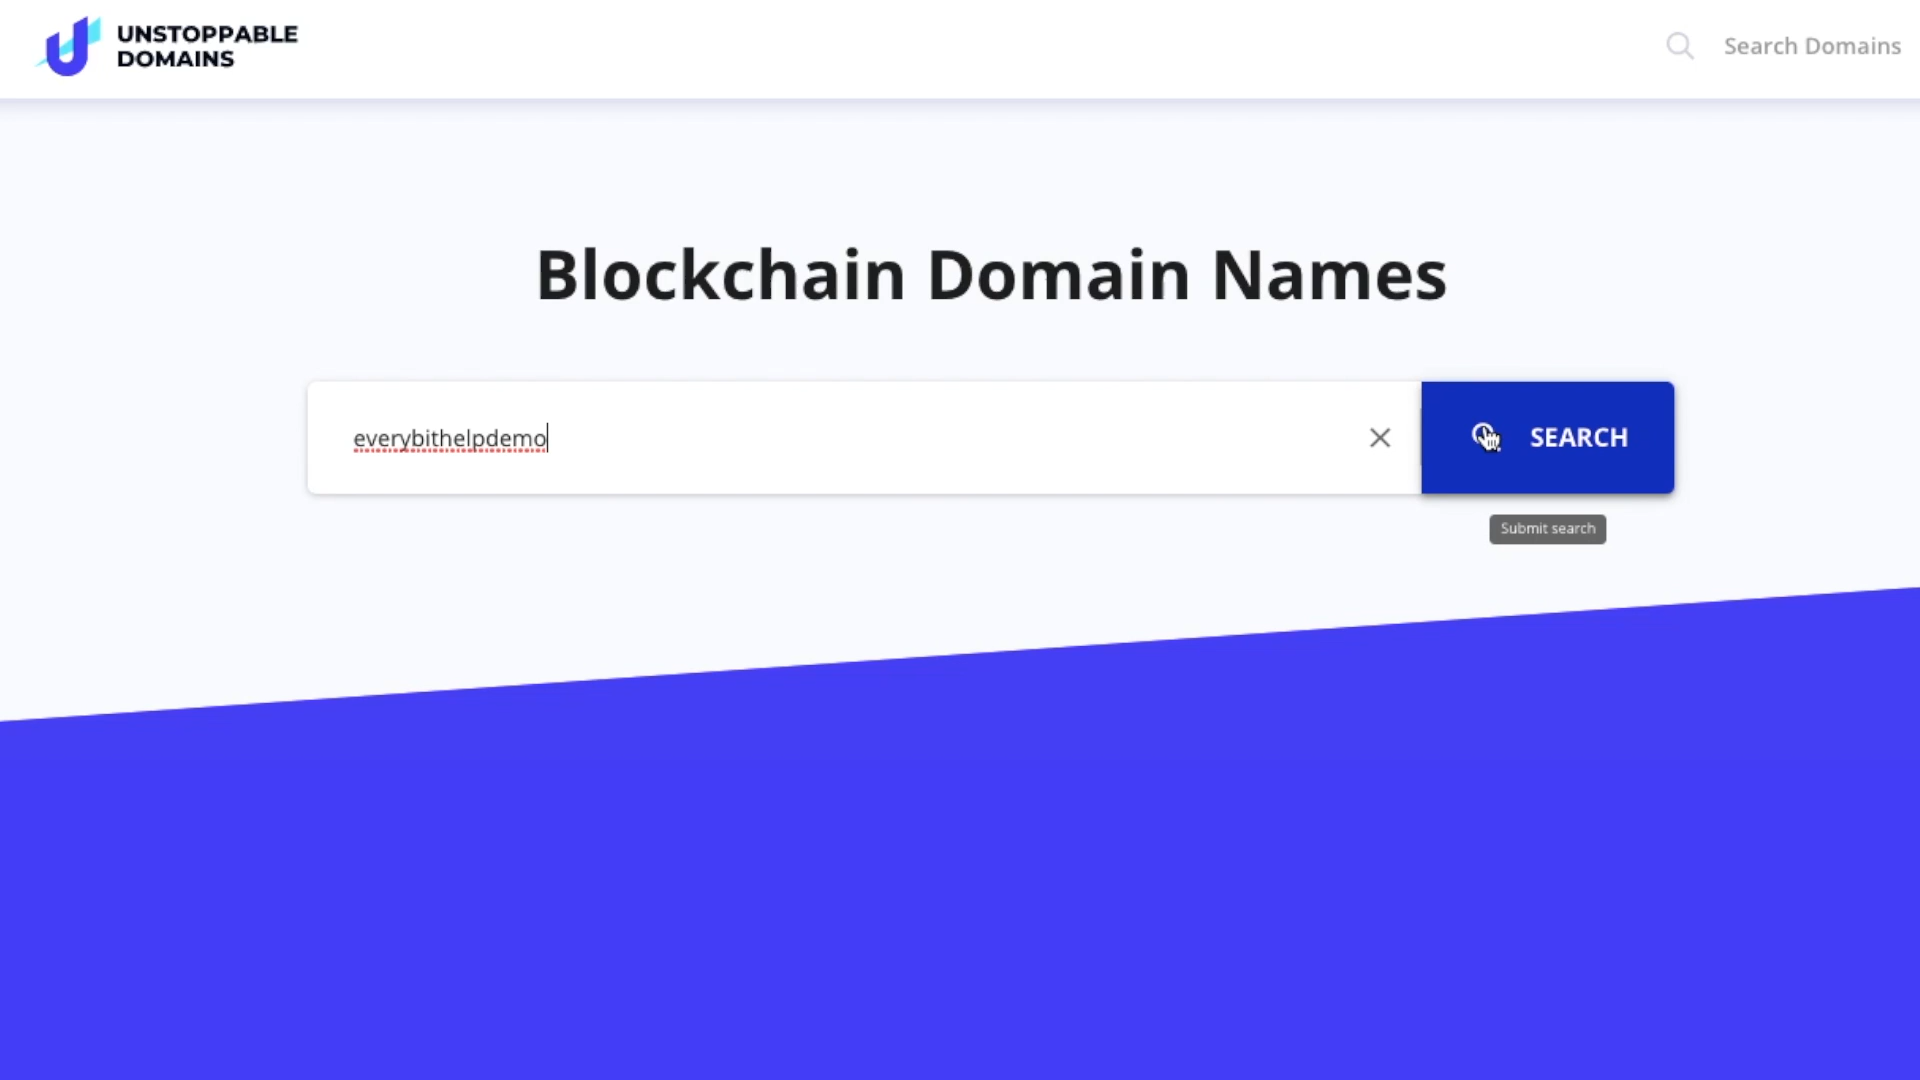 UNSTOPPABLE
DOMAINS
Search Domains
Blockchain Domain Names
everybithelpdemo
SEARCH
Submit search